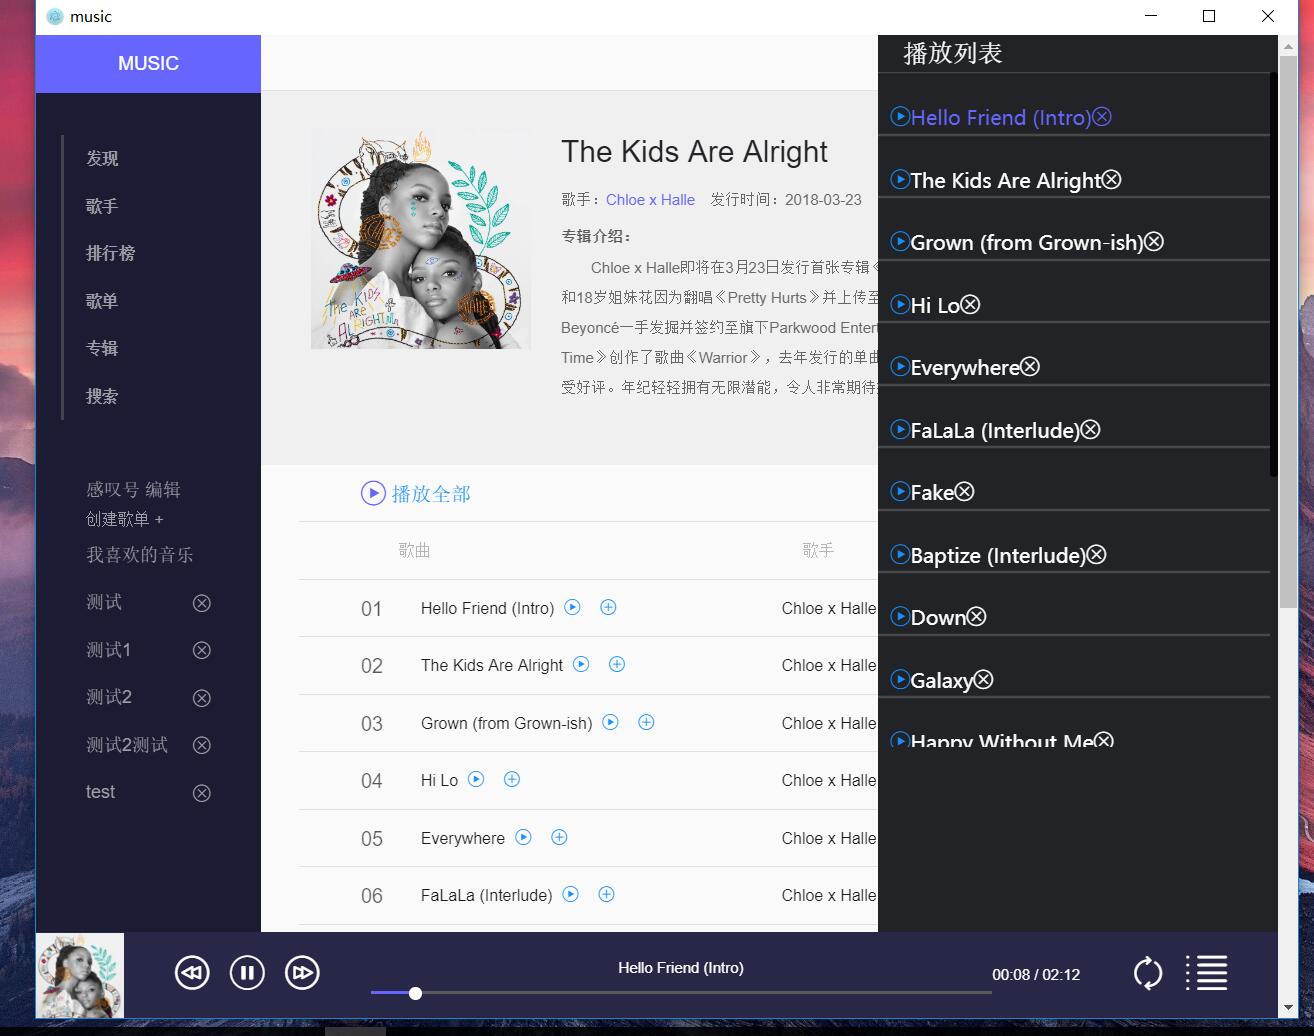 music
MUSIC
发现
歌手
排行榜
歌单
专辑
搜索
感叹号 编辑
创建歌单 +
我喜欢的音乐
测试
测试1
测试2
测试2测试
test
THE KIDS
ARE
ALRIGHT
The Kids Are Alright
歌手：Chloe x Halle 发行时间：2018-03-23
专辑介绍：
Chloe x Halle即将在3月23日发行首张专辑《
和18岁姐妹花因为翻唱《Pretty Hurts》并上传至
Beyoncé一手发掘并签约至旗下Parkwood Entert
Time》创作了歌曲《Warrior》，去年发行的单曲
受好评。年纪轻轻拥有无限潜能，令人非常期待
播放全部
歌曲 歌手
01 Hello Friend (Intro) Chloe x Halle
02 The Kids Are Alright Chloe x Halle
03 Grown (from Grown-ish) Chloe x Halle
04 Hi Lo Chloe x Halle
05 Everywhere Chloe x Halle
06 FaLaLa (Interlude) Chloe x Halle
播放列表
Hello Friend (Intro)
The Kids Are Alright
Grown (from Grown-ish)
Hi Lo
Everywhere
FaLaLa (Interlude)
Fake
Baptize (Interlude)
Down
Galaxy
Happy Without Me
Hello Friend (Intro)
00:08 / 02:12